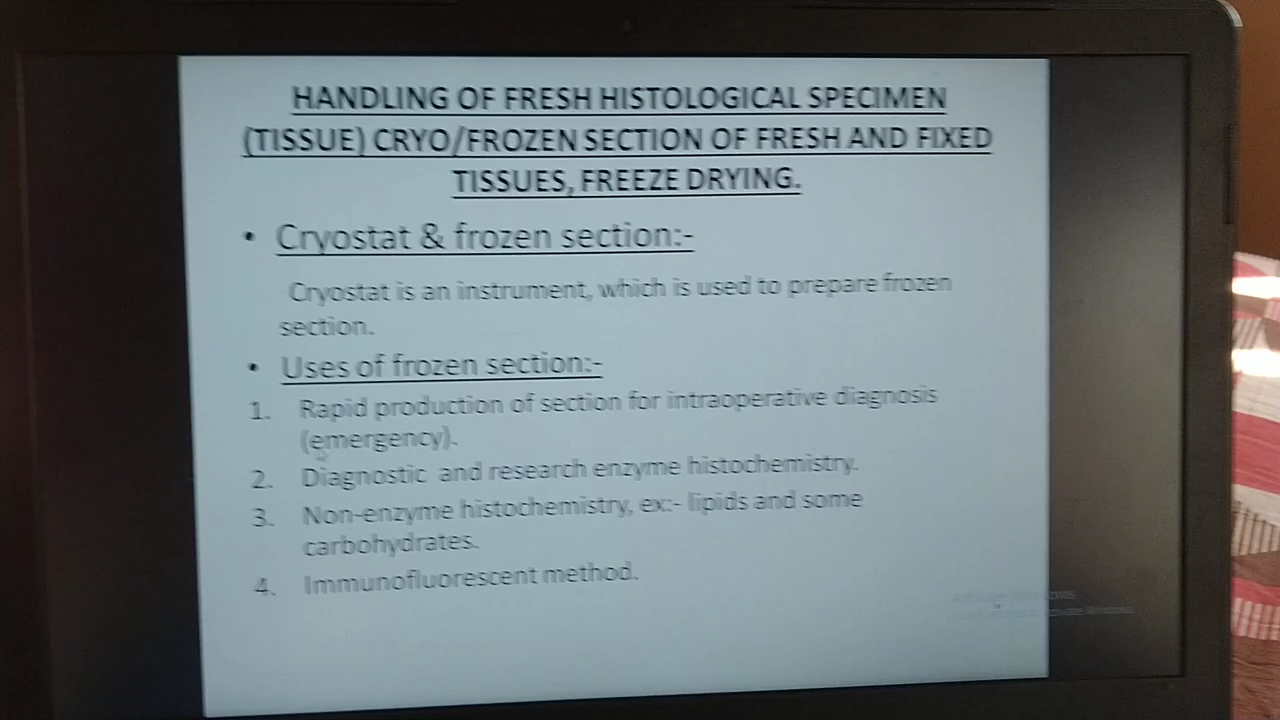 HANDLING OF FRESH HISTOLOGICAL SPECIMEN
(TISSUE) CRYO/FROZEN SECTION OF FRESH AND FIXED
TISSUES, FREEZE DRYING.
• Cryostat & frozen section:-
Cryostat is an instrument, which is used to prepare frozen
section.
• Uses of frozen section:-
1. Rapid production of section for intraoperative diagnosis
(emergency).
2. Diagnostic and research enzyme histochemistry.
3. Non-enzyme histochemistry, ex:- lipids and some
carbohydrates.
4. Immunofluorescent method.
Activate Windows